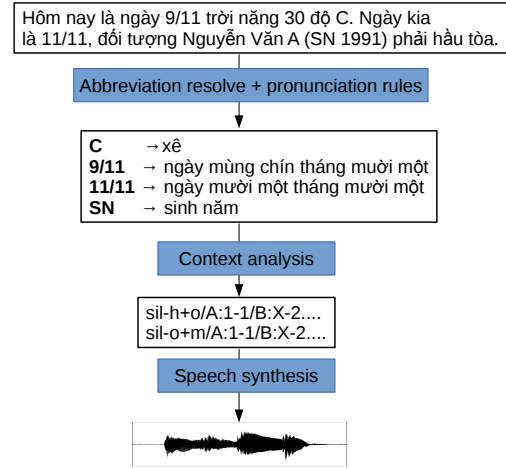 Hôm nay là ngày 9/11 trời năng 30 độ C. Ngày kia
là 11/11, đối tượng Nguyễn Văn A (SN 1991) phải hầu tòa.
Abbreviation resolve + pronunciation rules
C →xê
9/11 → ngày mùng chín tháng muời một
11/11 → ngày mười một tháng mười một
SN → sinh năm
Context analysis
sil-h+o/A:1-1/B:X-2....
sil-o+m/A:1-1/B:X-2....
Speech synthesis